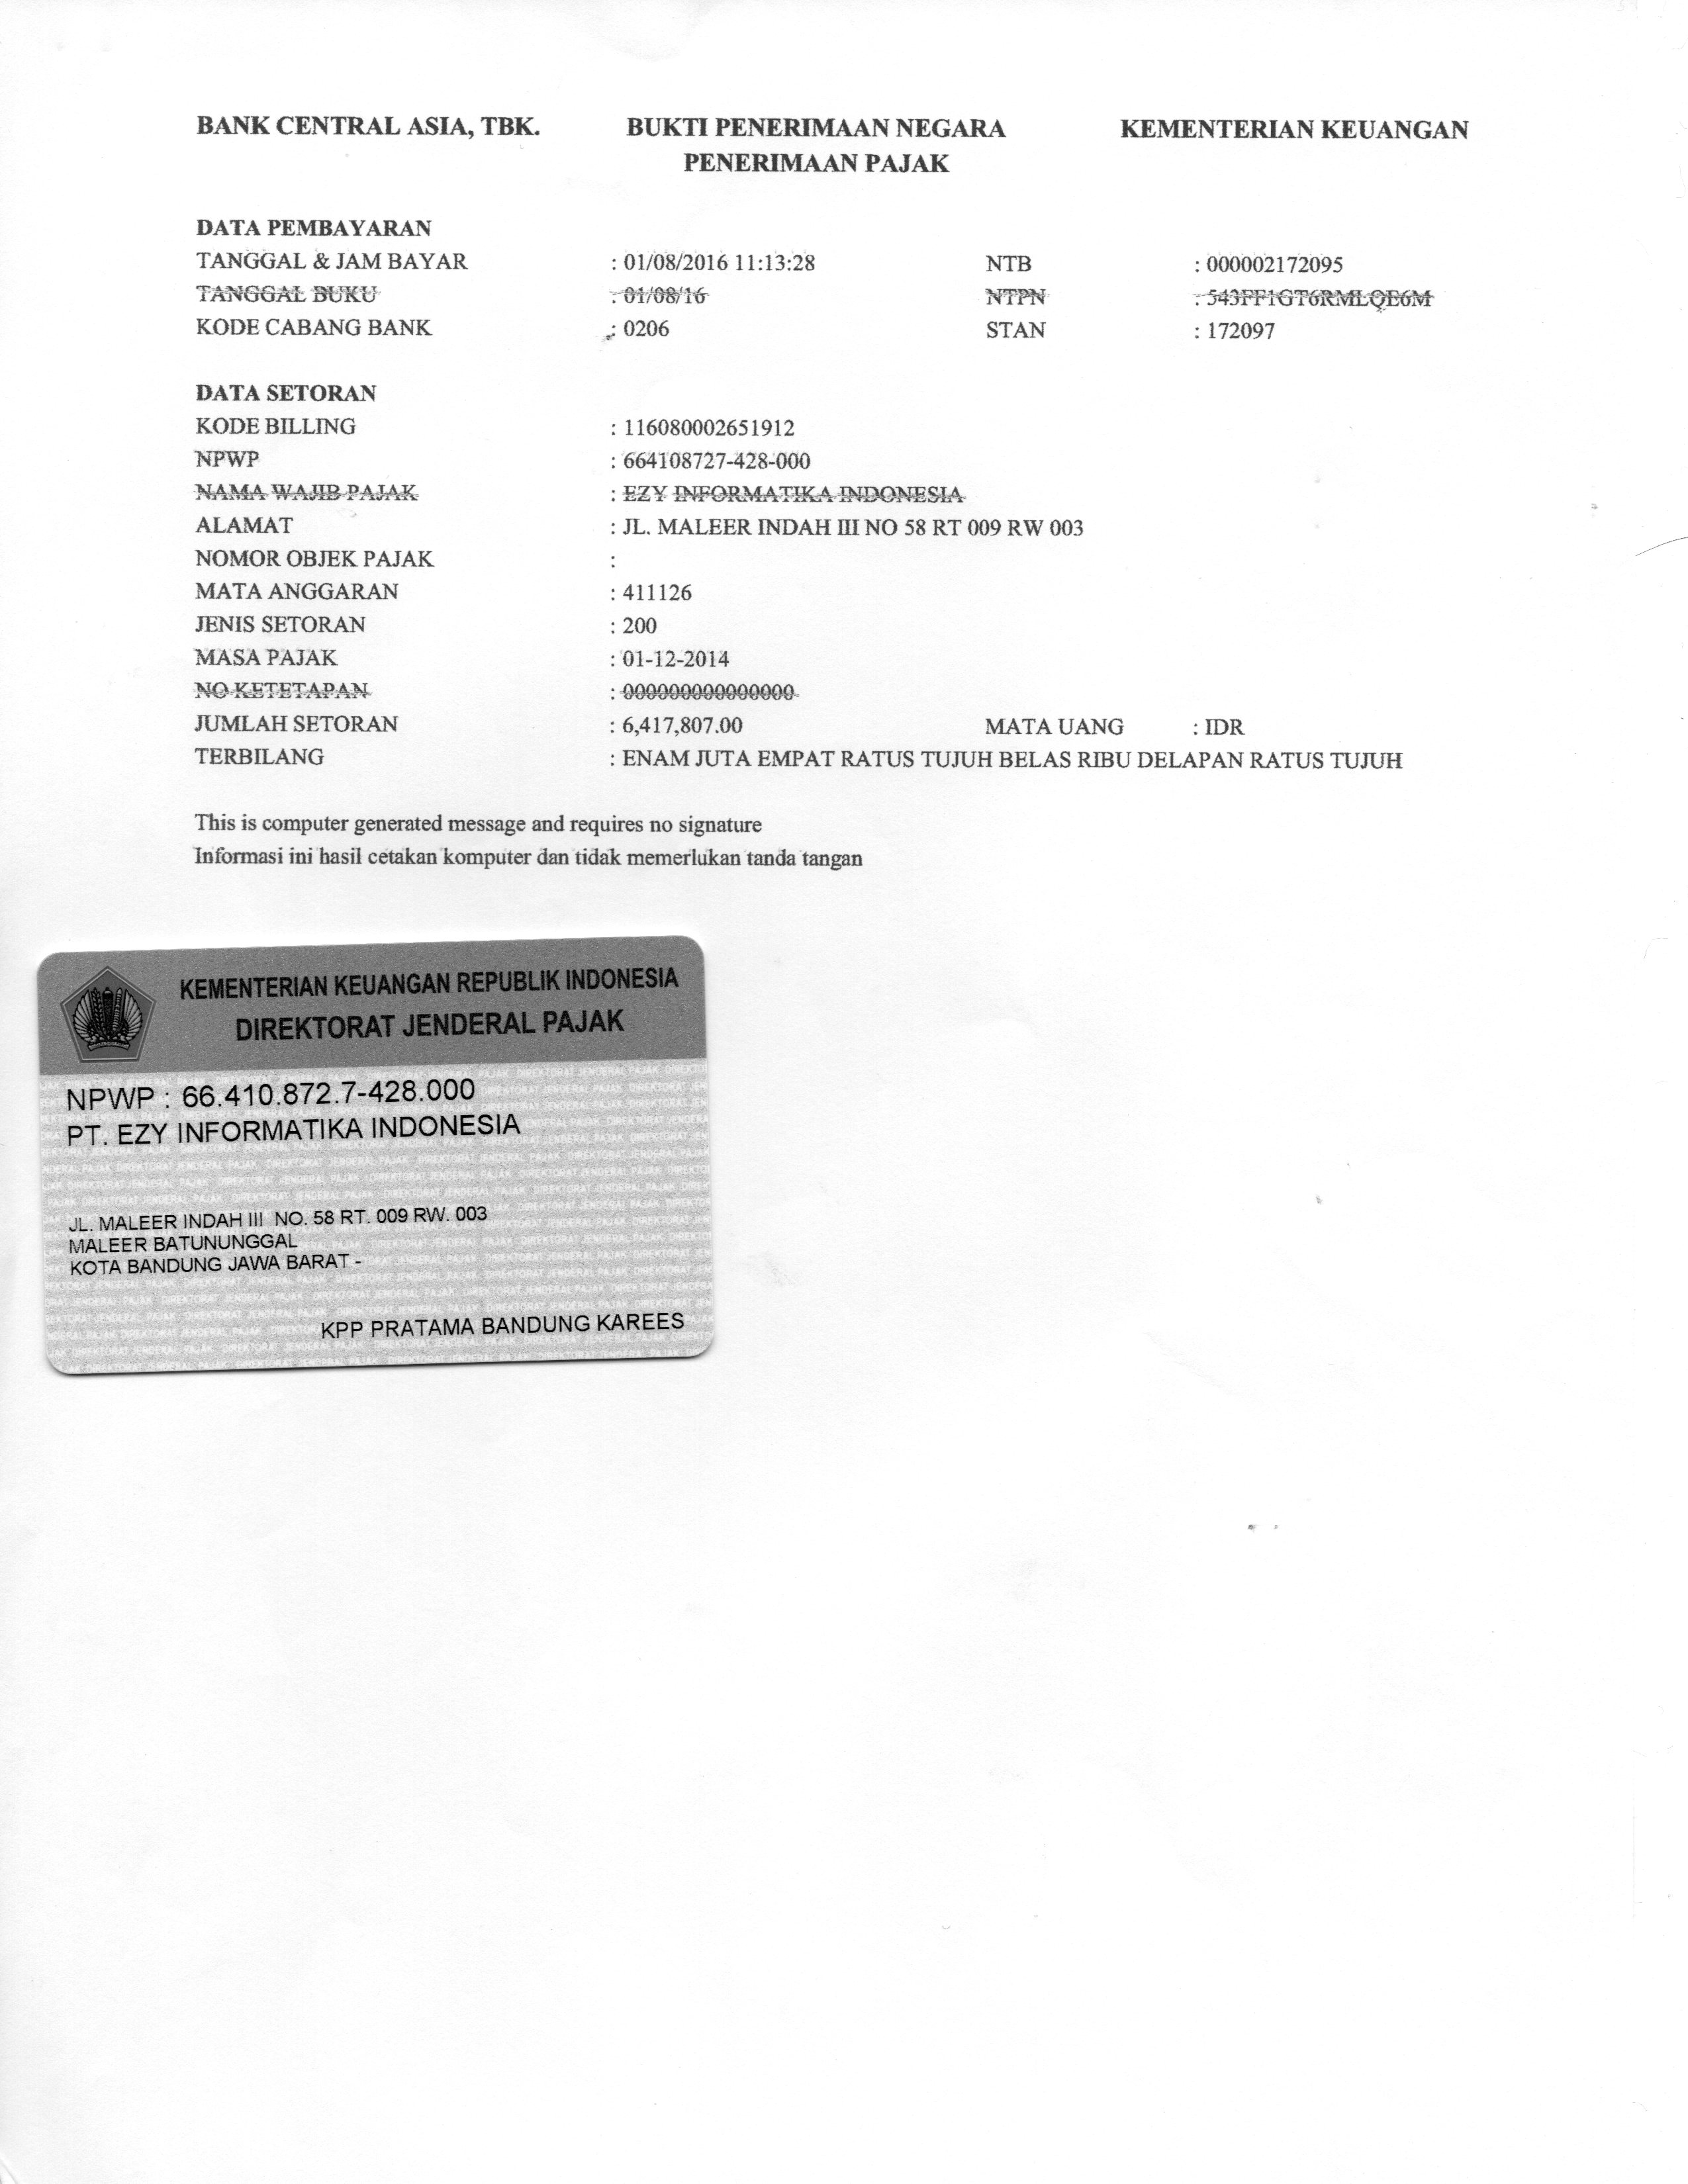 BANK CENTRAL ASIA, TBK. BUKTI PENERIMAAN NEGARA KEMENTERIAN KEUANGAN
PENERIMAAN PAJAK
DATA PEMBAYARAN
TANGGAL & JAM BAYAR : 01/08/2016 11:13:28 NTB : 000002172095
TANGGAL BUKU : 01/08/16 NTPN : 543FF1GT6RMLQE6M
KODE CABANG BANK : 0206 STAN : 172097
DATA SETORAN
KODE BILLING : 116080002651912
NPWP : 664108727-428-000
NAMA WAJIB PAJAK : EZY INFORMATIKA INDONESIA
ALAMAT : JL. MALEER INDAH III NO 58 RT 009 RW 003
NOMOR OBJEK PAJAK :
MATA ANGGARAN : 411126
JENIS SETORAN : 200
MASA PAJAK : 01-12-2014
NO KETETAPAN : 000000000000000
JUMLAH SETORAN : 6,417,807.00 MATA UANG : IDR
TERBILANG : ENAM JUTA EMPAT RATUS TUJUH BELAS RIBU DELAPAN RATUS TUJUH
This is computer generated message and requires no signature
Informasi ini hasil cetakan komputer dan tidak memerlukan tanda tangan
KEMENTERIAN KEUANGAN REPUBLIK INDONESIA
DIREKTORAT JENDERAL PAJAK
NPWP : 66.410.872.7-428.000
PT. EZY INFORMATIKA INDONESIA
JL. MALEER INDAH III NO. 58 RT. 009 RW. 003
MALEER BATUNUNGGAL
KOTA BANDUNG JAWA BARAT -
KPP PRATAMA BANDUNG KAREES